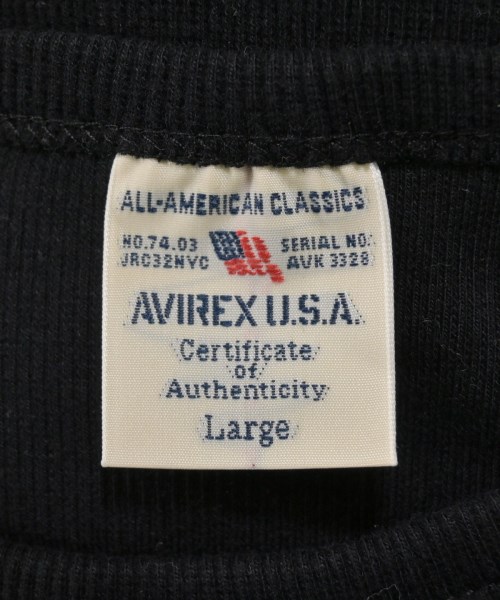 ALL-AMERICAN CLASSICS
NO.74.03
JRC32NYC
SERIAL NO.
AVK 3328
AVIREX U.S.A.
Certificate
of
Authenticity
Large